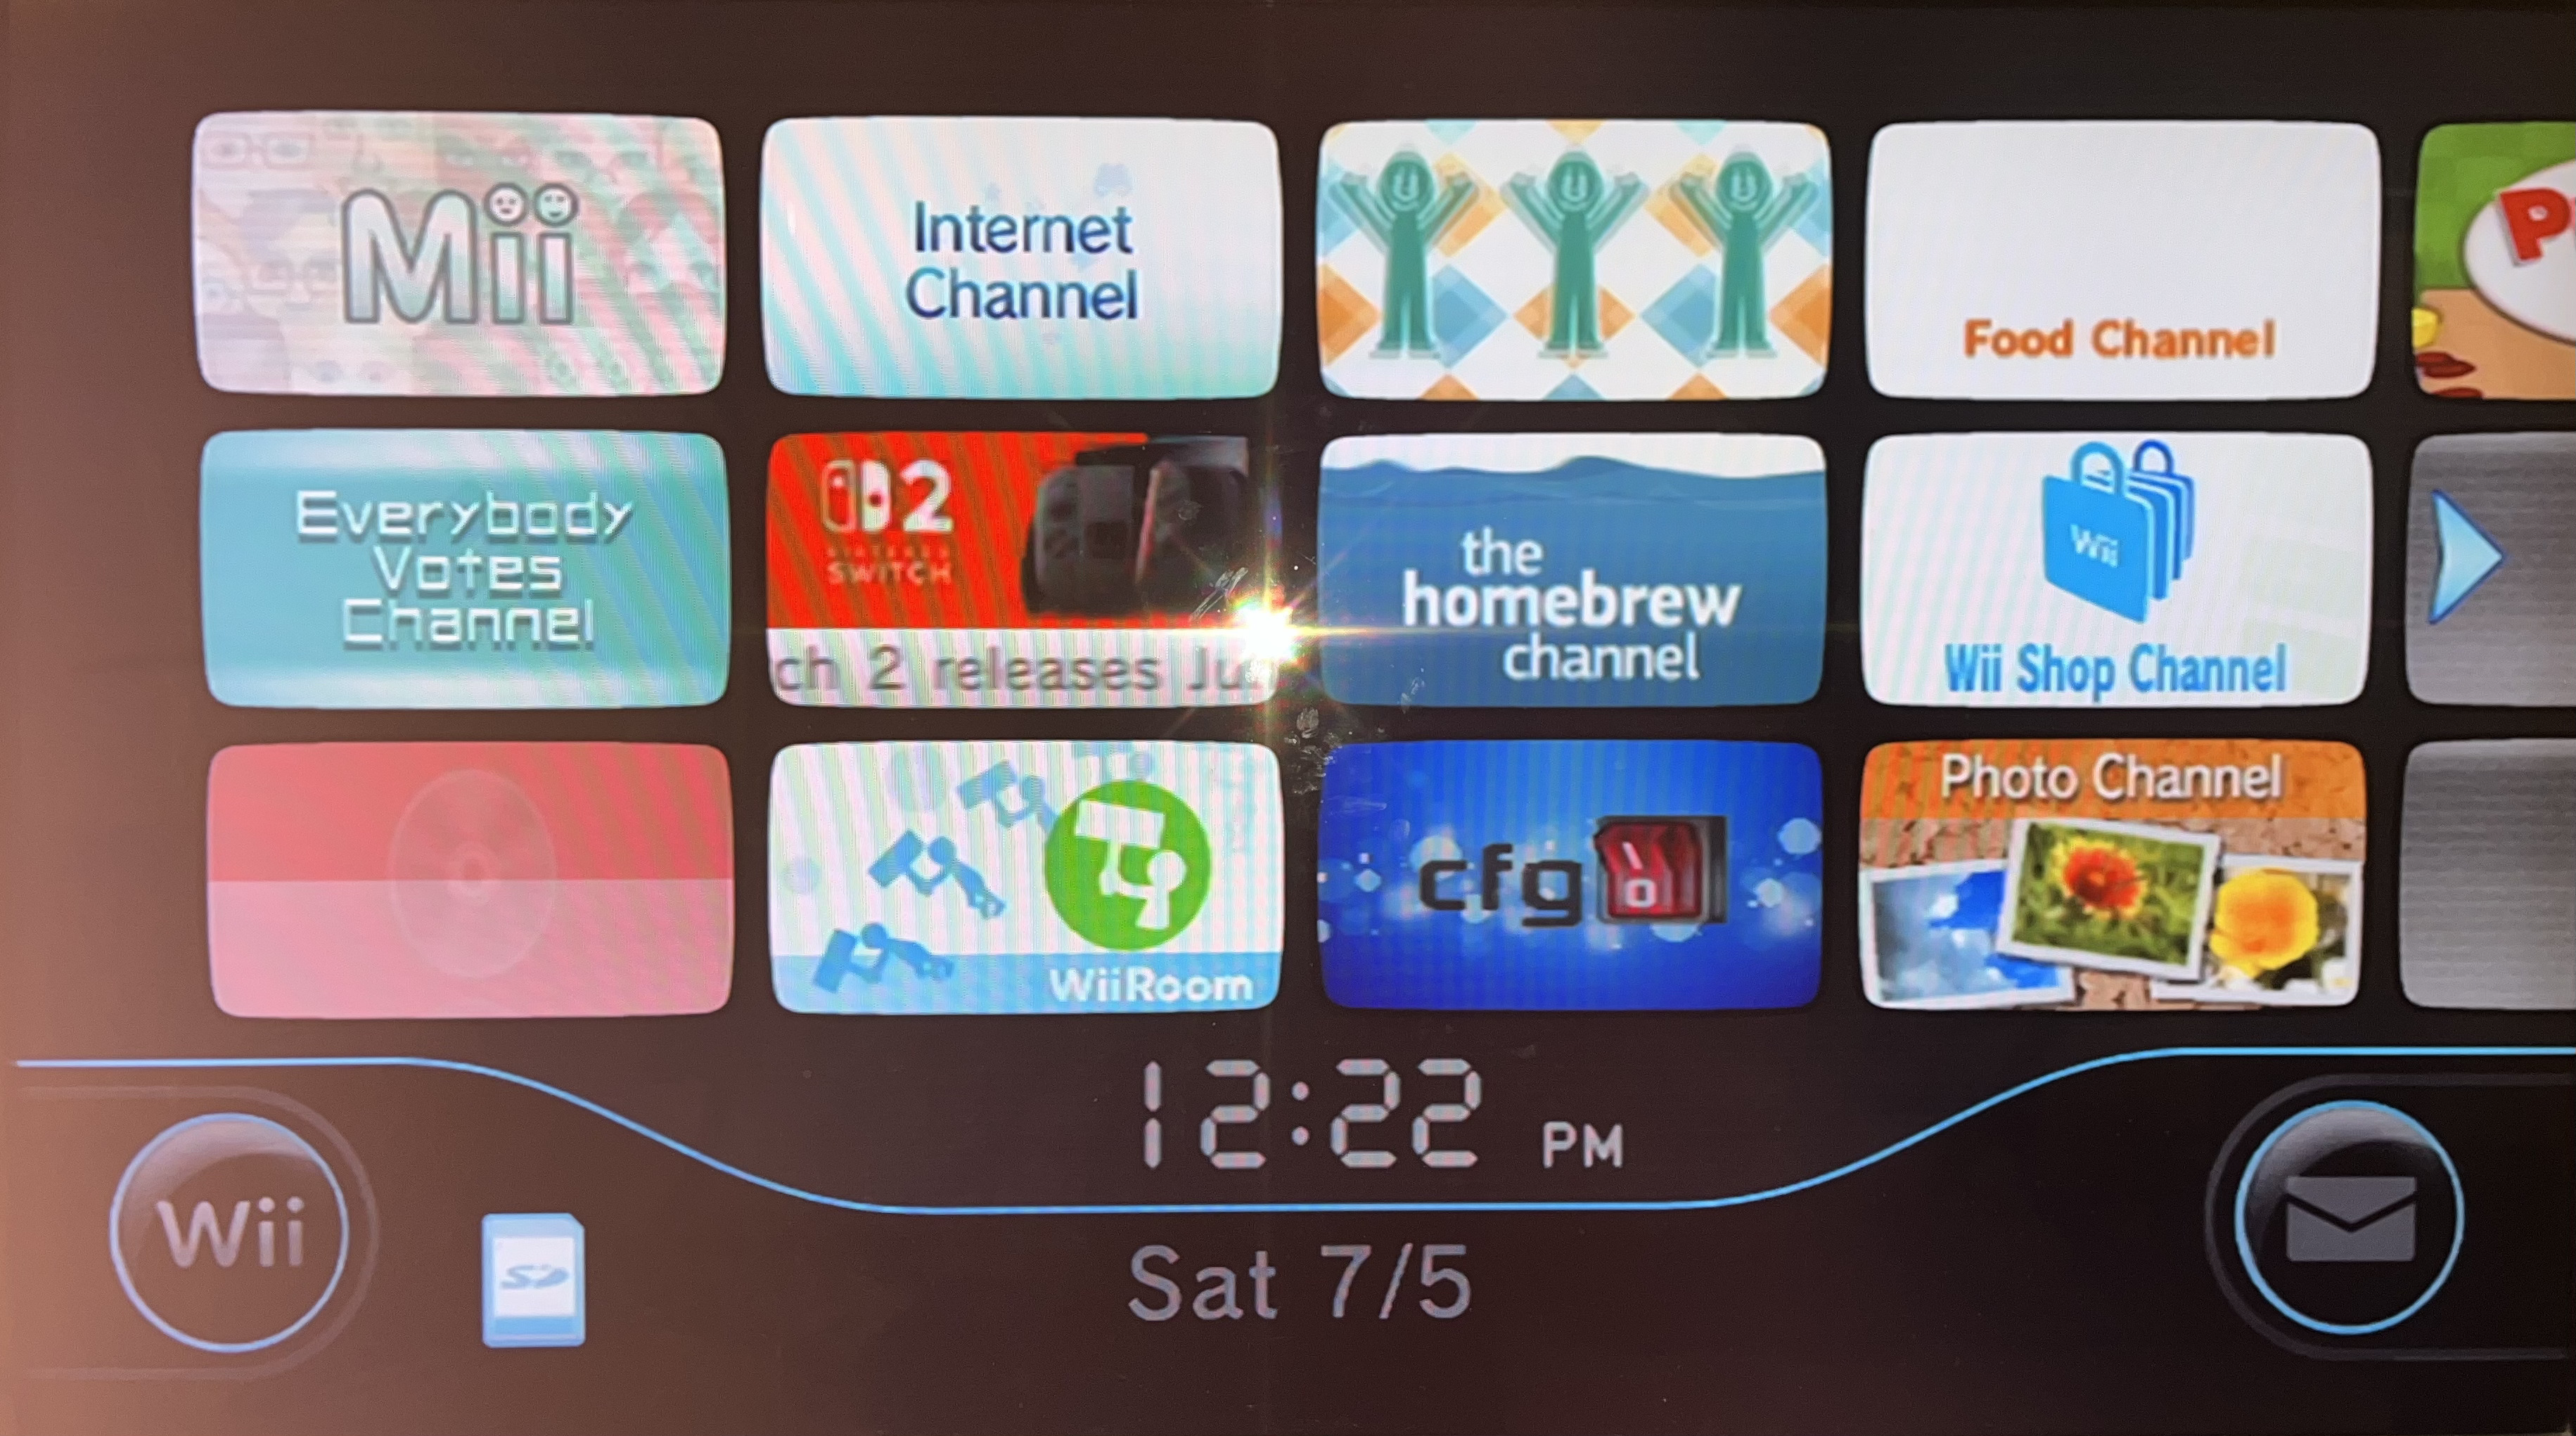 Mii
Internet
Channel
Food Channel
P
Everybody
Votes
Channel
2
NINTENDO
SWITCH
ch 2 releases Ju
the
homebrew
channel
Wii
Wii Shop Channel
WiiRoom
cfg
Photo Channel
12:22 PM
Wii
SD
Sat 7/5